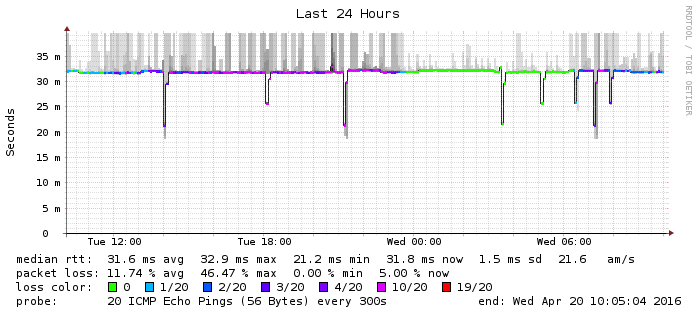 Last 24 Hours
RRDTOOL / TOBI OETIKER
Seconds
35 m
30 m
25 m
20 m
15 m
10 m
5 m
0
Tue 12:00 Tue 18:00 Wed 00:00 Wed 06:00
median rtt: 31.6 ms avg 32.9 ms max 21.2 ms min 31.8 ms now 1.5 ms sd 21.6 am/s
packet loss: 11.74 % avg 46.47 % max 0.00 % min 5.00 % now
loss color: 0 1/20 2/20 3/20 4/20 10/20 19/20
probe: 20 ICMP Echo Pings (56 Bytes) every 300s end: Wed Apr 20 10:05:04 2016